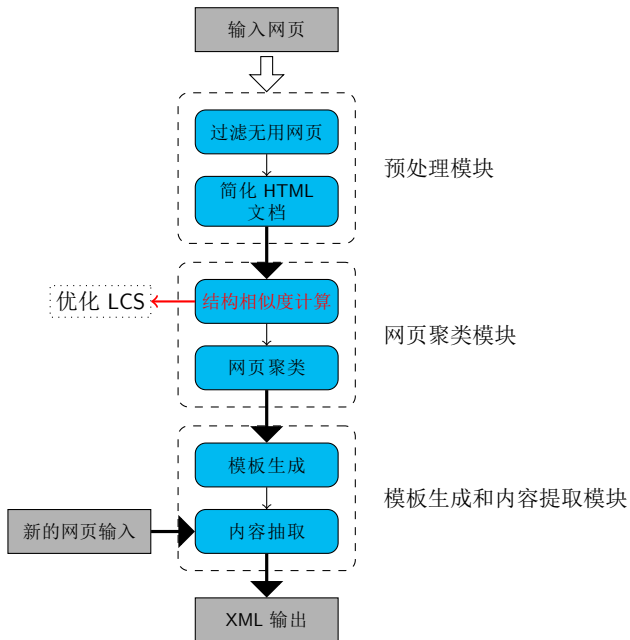 输入网页
过滤无用网页
简化 HTML
文档
预处理模块
优化 LCS
结构相似度计算
网页聚类
网页聚类模块
模板生成
模板生成和内容提取模块
新的网页输入
内容抽取
XML 输出